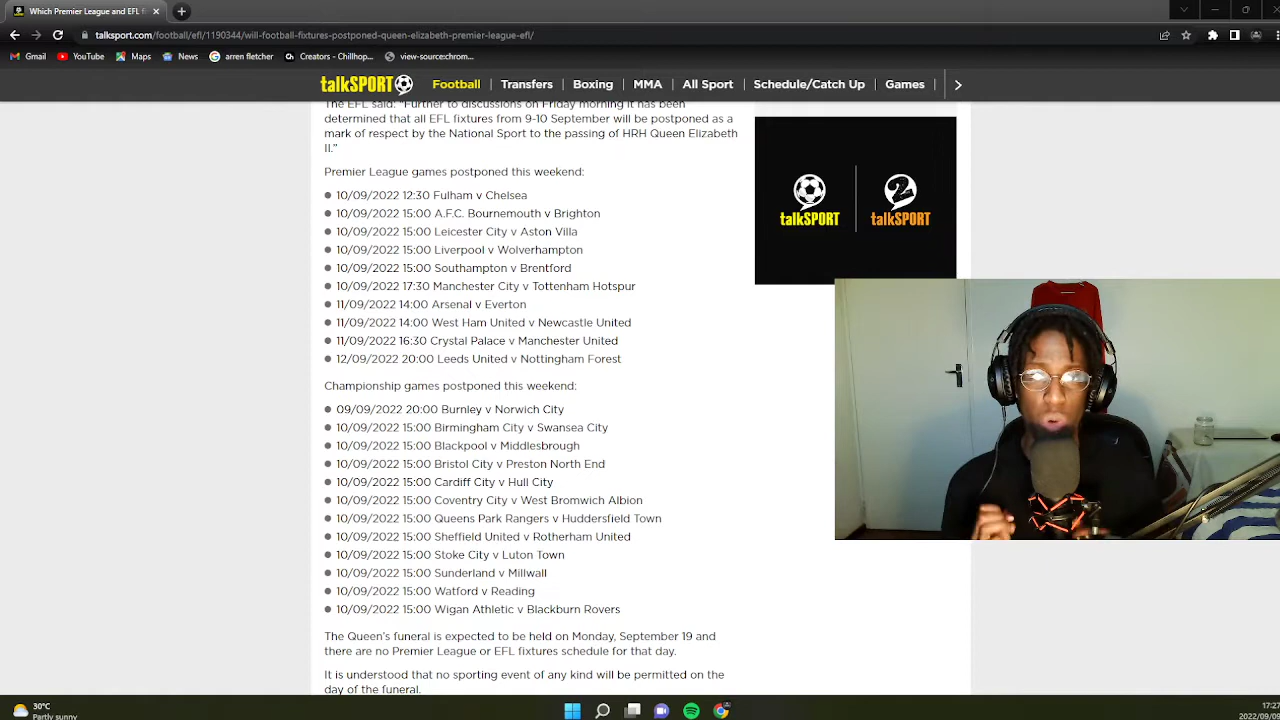 Which Premier League and EFL f
talksport.com/football/efl/1190344/will-football-fixtures-postponed-queen-elizabeth-premier-league-efl/
Gmail YouTube Maps News arren fletcher Creators - Chillhop... view-source:chrom...
talkSPORT Football Transfers Boxing MMA All Sport Schedule/Catch Up Games
The EFL said: "Further to discussions on Friday morning it has been
determined that all EFL fixtures from 9-10 September will be postponed as a
mark of respect by the National Sport to the passing of HRH Queen Elizabeth
II."
Premier League games postponed this weekend:
10/09/2022 12:30 Fulham v Chelsea
10/09/2022 15:00 A.F.C. Bournemouth v Brighton
10/09/2022 15:00 Leicester City v Aston Villa
10/09/2022 15:00 Liverpool v Wolverhampton
10/09/2022 15:00 Southampton v Brentford
10/09/2022 17:30 Manchester City v Tottenham Hotspur
11/09/2022 14:00 Arsenal v Everton
11/09/2022 14:00 West Ham United v Newcastle United
11/09/2022 16:30 Crystal Palace v Manchester United
12/09/2022 20:00 Leeds United v Nottingham Forest
Championship games postponed this weekend:
09/09/2022 20:00 Burnley v Norwich City
10/09/2022 15:00 Birmingham City v Swansea City
10/09/2022 15:00 Blackpool v Middlesbrough
10/09/2022 15:00 Bristol City v Preston North End
10/09/2022 15:00 Cardiff City v Hull City
10/09/2022 15:00 Coventry City v West Bromwich Albion
10/09/2022 15:00 Queens Park Rangers v Huddersfield Town
10/09/2022 15:00 Sheffield United v Rotherham United
10/09/2022 15:00 Stoke City v Luton Town
10/09/2022 15:00 Sunderland v Millwall
10/09/2022 15:00 Watford v Reading
10/09/2022 15:00 Wigan Athletic v Blackburn Rovers
The Queen's funeral is expected to be held on Monday, September 19 and
there are no Premier League or EFL fixtures schedule for that day.
It is understood that no sporting event of any kind will be permitted on the
day of the funeral.
talkSPORT talkSPORT 2
30°C
Partly sunny
17:27
2022/09/09